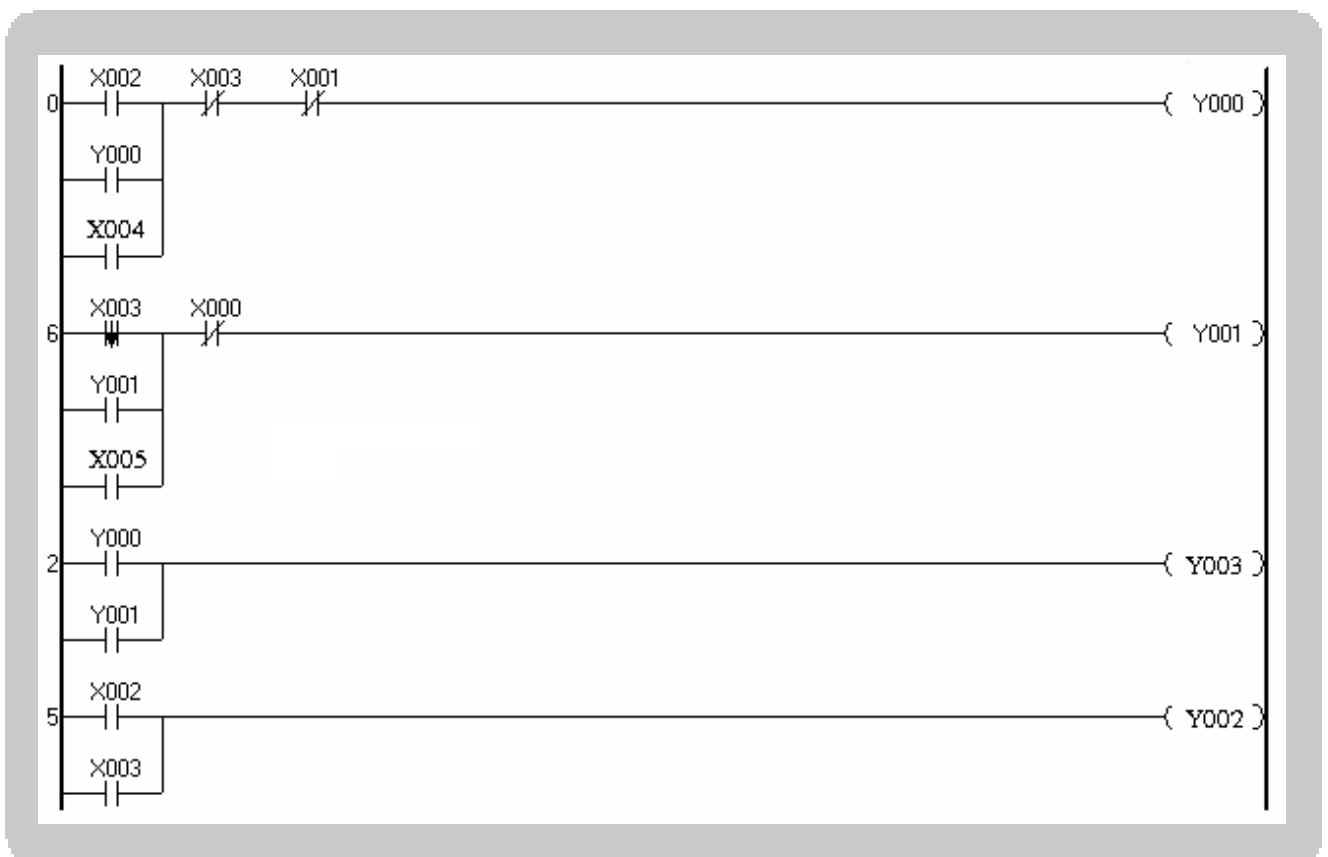 X002 X003 X001
0 ( Y000 )
Y000
X004
X003 X000
6 ( Y001 )
Y001
X005
Y000
2 ( Y003 )
Y001
X002
5 ( Y002 )
X003